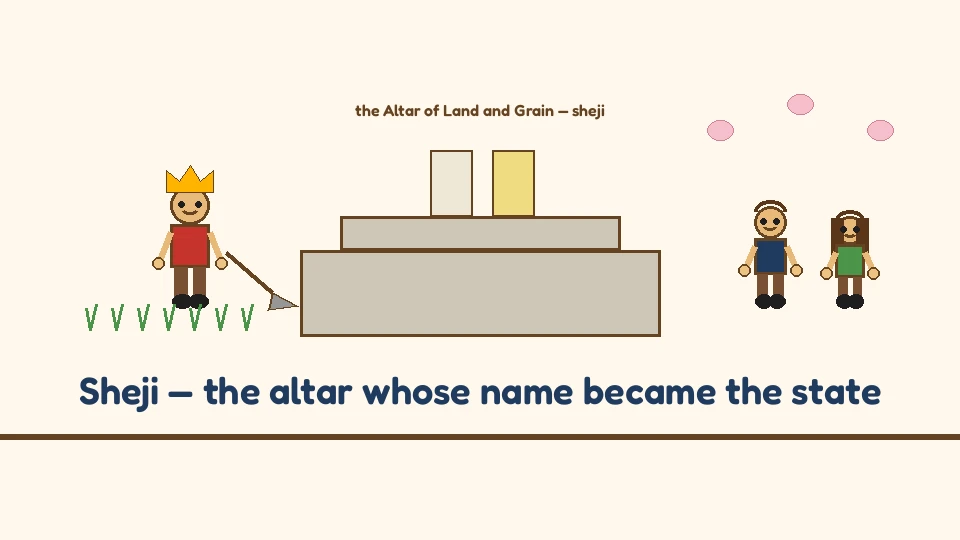 the Altar of Land and Grain — sheji
Sheji — the altar whose name became the state